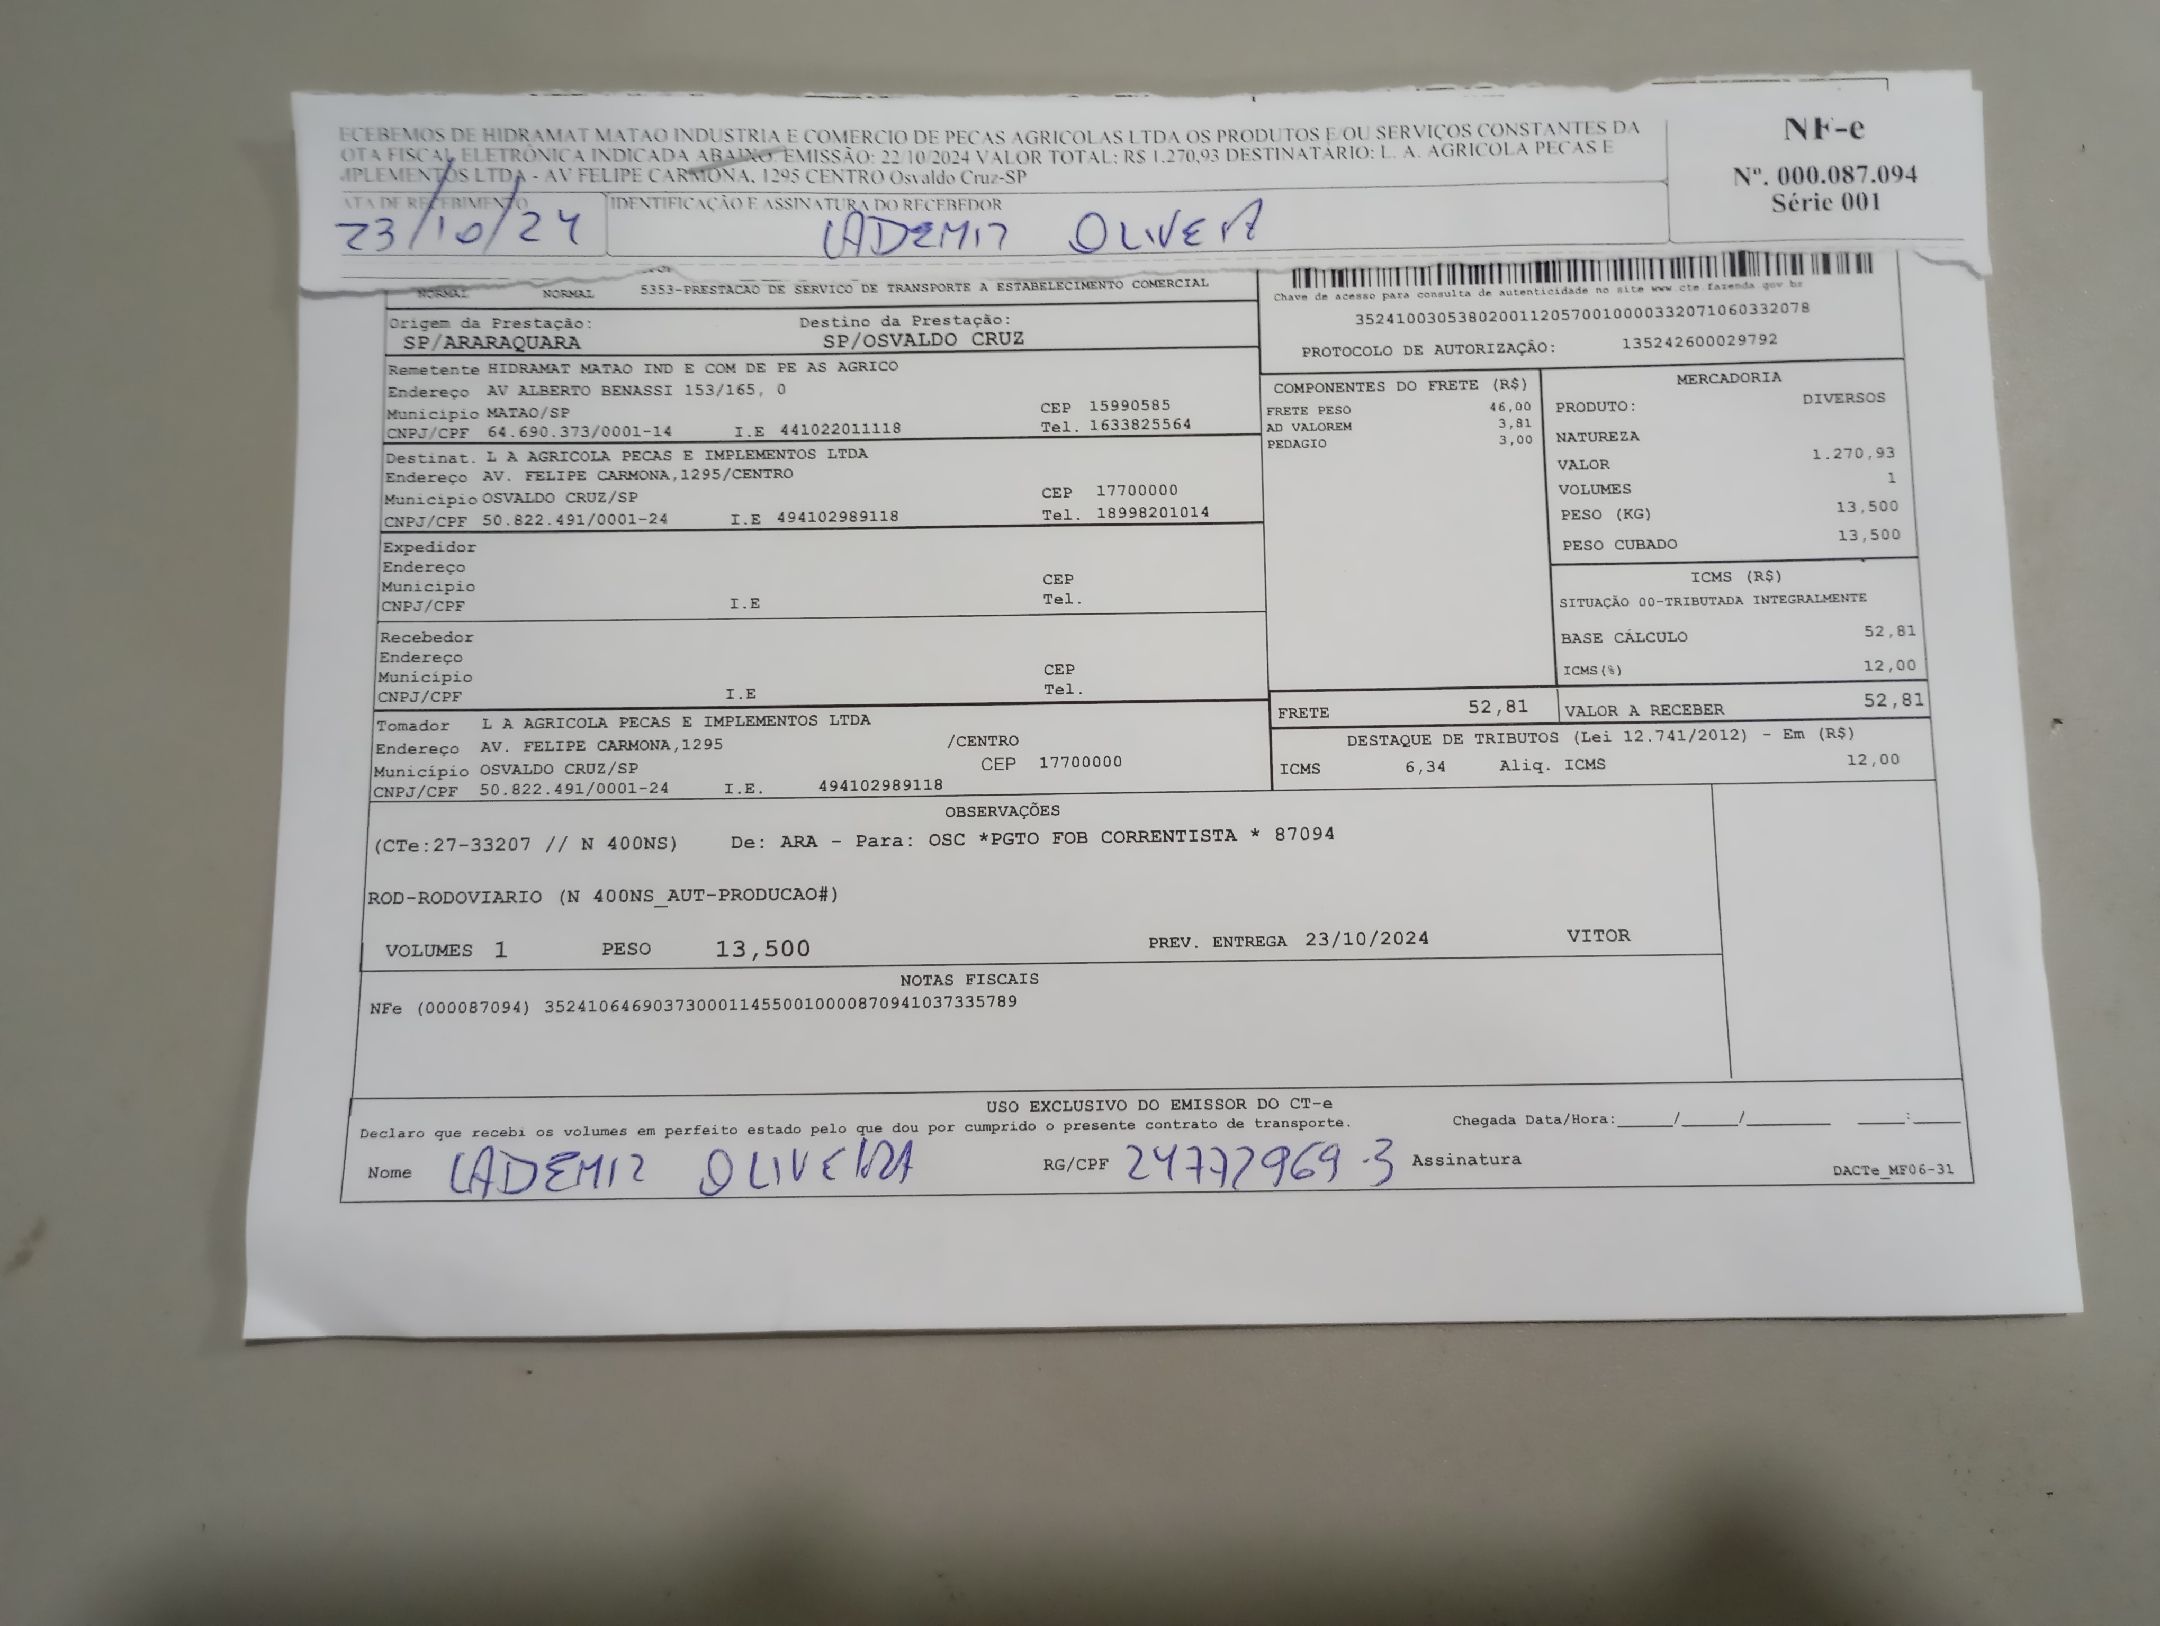 ECEBEMOS DE HIDRAMAT MATAO INDUSTRIA E COMERCIO DE PECAS AGRICOLAS LTDA OS PRODUTOS E OU SERVIÇOS CONSTANTES DA
OTA FISCAL ELETRÔNICA INDICADA ABAIXO. EMISSÃO: 22/10/2024 VALOR TOTAL: R$ 1.270,93 DESTINATÁRIO: L. A. AGRICOLA PECAS E
MPLEMENTOS LTDA - AV FELIPE CARMONA, 1295 CENTRO Osvaldo Cruz-SP
NF-e
Nº. 000.087.094
Série 001
ATA DE RECEBIMENTO
IDENTIFICAÇÃO E ASSINATURA DO RECEBEDOR
23/10/24
LADEMIR OLIVERA
NORMAL NORMAL 5353-PRESTACAO DE SERVICO DE TRANSPORTE A ESTABELECIMENTO COMERCIAL
Chave de acesso para consulta de autenticidade no site www.cte.fazenda.gov.br
35241003053802001120570010000332071060332078
PROTOCOLO DE AUTORIZAÇÃO: 135242600029792
Origem da Prestação: Destino da Prestação:
SP/ARARAQUARA SP/OSVALDO CRUZ
Remetente HIDRAMAT MATAO IND E COM DE PE AS AGRICO
Endereço AV ALBERTO BENASSI 153/165, 0
Município MATAO/SP CEP 15990585
CNPJ/CPF 64.690.373/0001-14 I.E 441022011118 Tel. 1633825564
Destinat. L A AGRICOLA PECAS E IMPLEMENTOS LTDA
Endereço AV. FELIPE CARMONA,1295/CENTRO
Município OSVALDO CRUZ/SP CEP 17700000
CNPJ/CPF 50.822.491/0001-24 I.E 494102989118 Tel. 18998201014
Expedidor
Endereço
Município CEP
CNPJ/CPF I.E Tel.
Recebedor
Endereço
Município CEP
CNPJ/CPF I.E Tel.
Tomador L A AGRICOLA PECAS E IMPLEMENTOS LTDA
Endereço AV. FELIPE CARMONA,1295 /CENTRO
Município OSVALDO CRUZ/SP CEP 17700000
CNPJ/CPF 50.822.491/0001-24 I.E. 494102989118
COMPONENTES DO FRETE (R$)
FRETE PESO 46,00
AD VALOREM 3,81
PEDAGIO 3,00
MERCADORIA
PRODUTO: DIVERSOS
NATUREZA
VALOR 1.270,93
VOLUMES 1
PESO (KG) 13,500
PESO CUBADO 13,500
ICMS (R$)
SITUAÇÃO 00-TRIBUTADA INTEGRALMENTE
BASE CÁLCULO 52,81
ICMS(%) 12,00
FRETE 52,81 VALOR A RECEBER 52,81
DESTAQUE DE TRIBUTOS (Lei 12.741/2012) - Em (R$)
ICMS 6,34 Aliq. ICMS 12,00
OBSERVAÇÕES
(CTe:27-33207 // N 400NS) De: ARA - Para: OSC *PGTO FOB CORRENTISTA * 87094
ROD-RODOVIARIO (N 400NS_AUT-PRODUCAO#)
VOLUMES 1 PESO 13,500 PREV. ENTREGA 23/10/2024 VITOR
NOTAS FISCAIS
NFe (000087094) 35241064690373000114550010000870941037335789
USO EXCLUSIVO DO EMISSOR DO CT-e
Declaro que recebi os volumes em perfeito estado pelo que dou por cumprido o presente contrato de transporte. Chegada Data/Hora:_____/_____/________ ____:____
Nome LADEMIR OLIVEIRA RG/CPF 24772969-3 Assinatura
DACTe_MF06-31